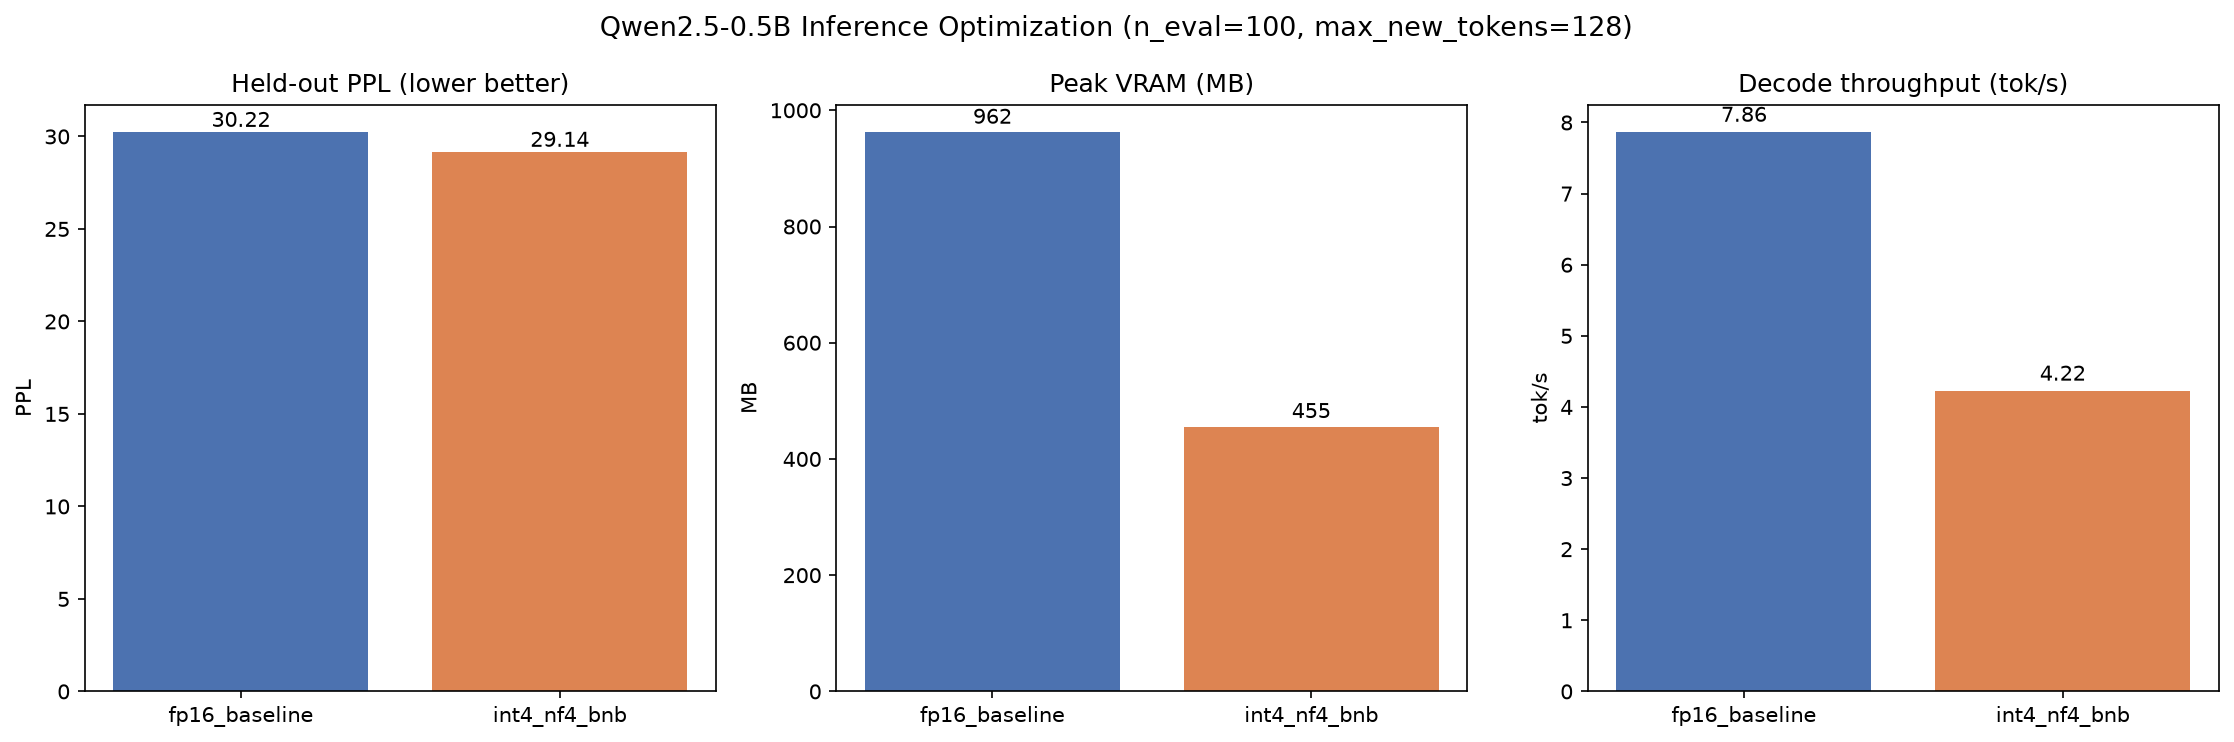 Qwen2.5-0.5B Inference Optimization (n_eval=100, max_new_tokens=128)
Held-out PPL (lower better)
30.22
29.14
30
25
20
15
10
5
0
PPL
fp16_baseline
int4_nf4_bnb
Peak VRAM (MB)
962
455
1000
800
600
400
200
0
MB
fp16_baseline
int4_nf4_bnb
Decode throughput (tok/s)
7.86
4.22
8
7
6
5
4
3
2
1
0
tok/s
fp16_baseline
int4_nf4_bnb